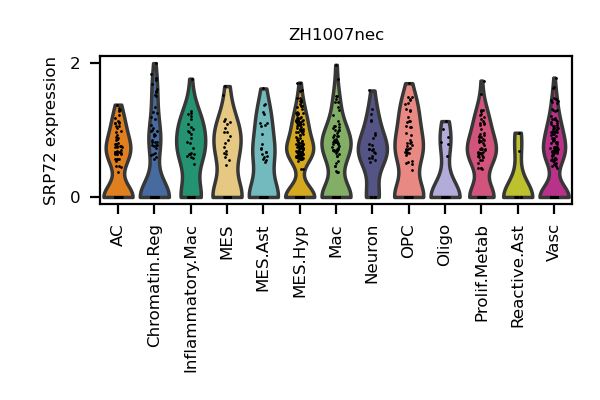 ZH1007nec
SRP72 expression
2
0
AC
Chromatin.Reg
Inflammatory.Mac
MES
MES.Ast
MES.Hyp
Mac
Neuron
OPC
Oligo
Prolif.Metab
Reactive.Ast
Vasc